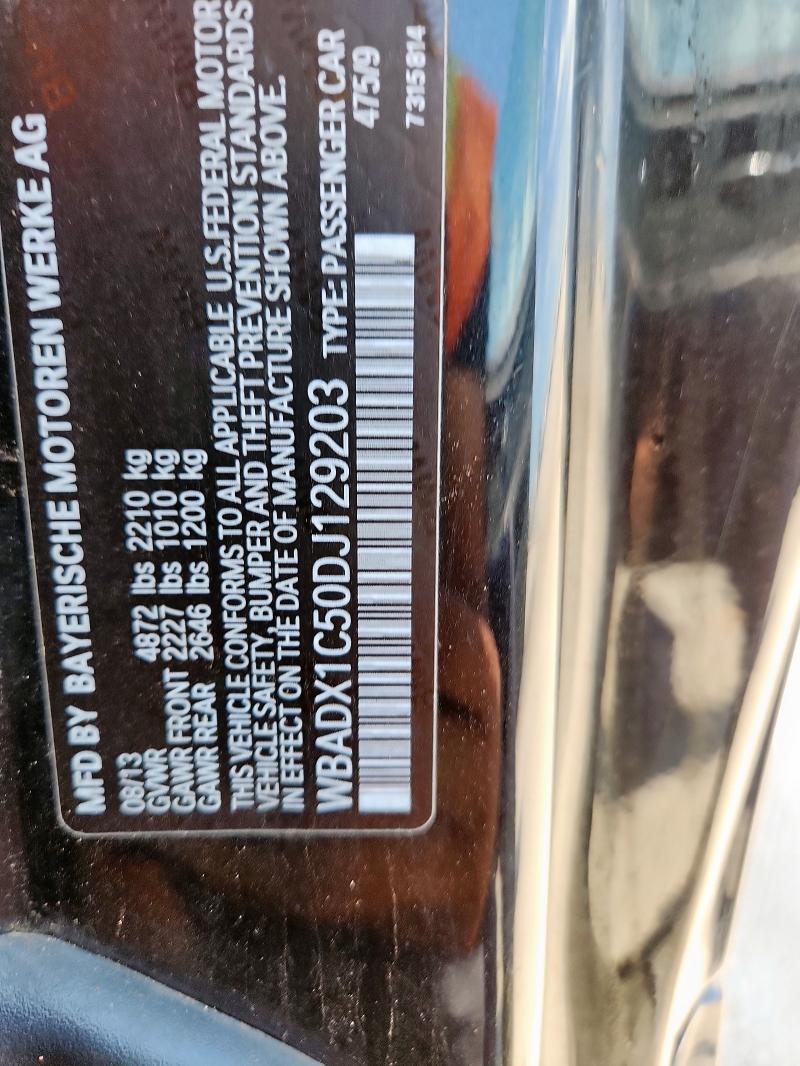 MFD BY BAYERISCHE MOTOREN WERKE AG
08/13
GVWR 4872 lbs 2210 kg
GAWR FRONT 2227 lbs 1010 kg
GAWR REAR 2646 lbs 1200 kg
THIS VEHICLE CONFORMS TO ALL APPLICABLE U.S.FEDERAL MOTOR
VEHICLE SAFETY, BUMPER AND THEFT PREVENTION STANDARDS
IN EFFECT ON THE DATE OF MANUFACTURE SHOWN ABOVE.
WBADX1C50DJ129203 TYPE: PASSENGER CAR
475/9
7315814